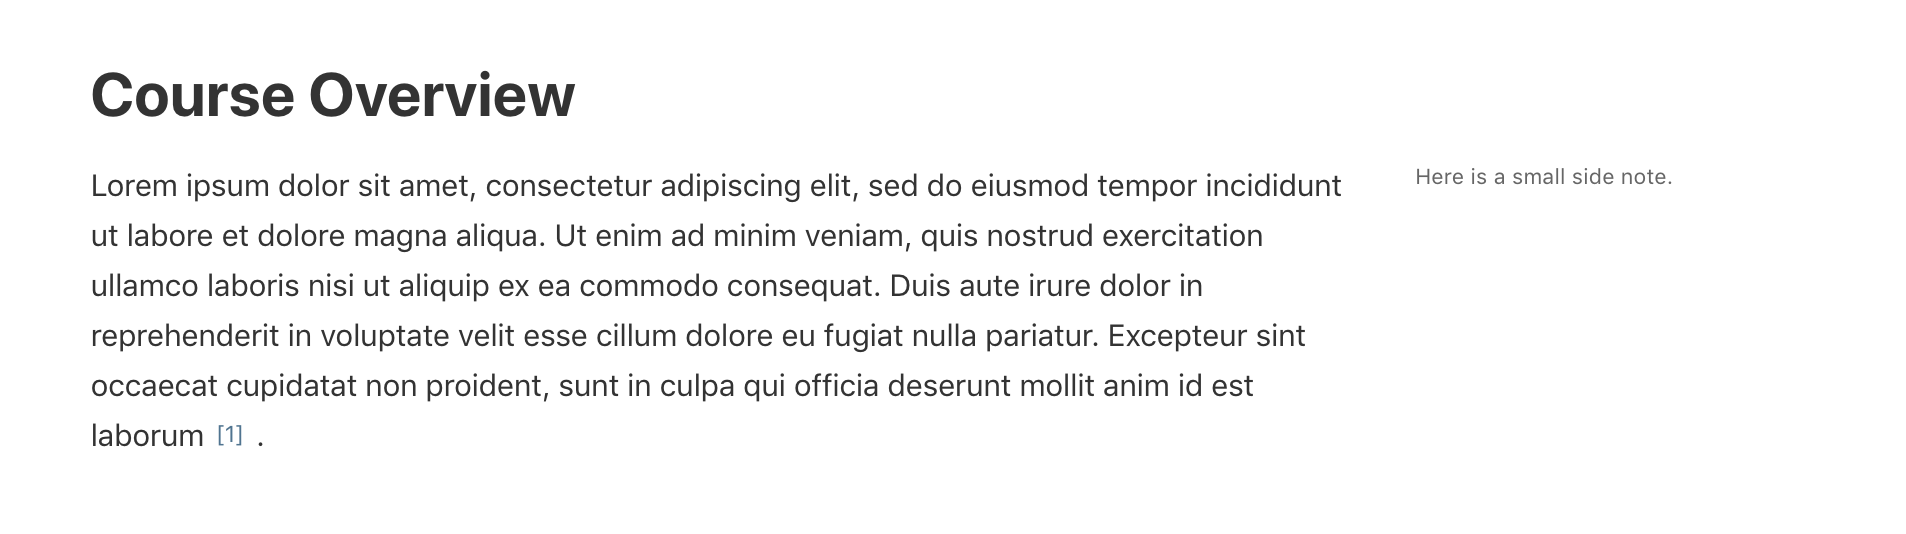 Course Overview
Lorem ipsum dolor sit amet, consectetur adipiscing elit, sed do eiusmod tempor incididunt
ut labore et dolore magna aliqua. Ut enim ad minim veniam, quis nostrud exercitation
ullamco laboris nisi ut aliquip ex ea commodo consequat. Duis aute irure dolor in
reprehenderit in voluptate velit esse cillum dolore eu fugiat nulla pariatur. Excepteur sint
occaecat cupidatat non proident, sunt in culpa qui officia deserunt mollit anim id est
laborum [1] .
Here is a small side note.